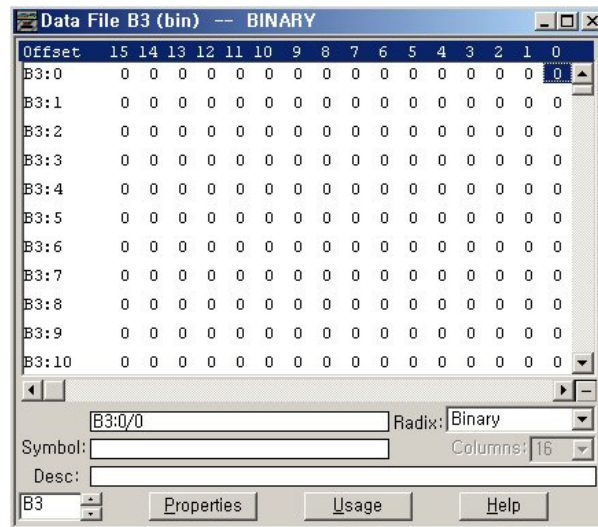 Data File B3 (bin) -- BINARY
Offset 15 14 13 12 11 10 9 8 7 6 5 4 3 2 1 0
B3:0 0 0 0 0 0 0 0 0 0 0 0 0 0 0 0 0
B3:1 0 0 0 0 0 0 0 0 0 0 0 0 0 0 0 0
B3:2 0 0 0 0 0 0 0 0 0 0 0 0 0 0 0 0
B3:3 0 0 0 0 0 0 0 0 0 0 0 0 0 0 0 0
B3:4 0 0 0 0 0 0 0 0 0 0 0 0 0 0 0 0
B3:5 0 0 0 0 0 0 0 0 0 0 0 0 0 0 0 0
B3:6 0 0 0 0 0 0 0 0 0 0 0 0 0 0 0 0
B3:7 0 0 0 0 0 0 0 0 0 0 0 0 0 0 0 0
B3:8 0 0 0 0 0 0 0 0 0 0 0 0 0 0 0 0
B3:9 0 0 0 0 0 0 0 0 0 0 0 0 0 0 0 0
B3:10 0 0 0 0 0 0 0 0 0 0 0 0 0 0 0 0
B3:0/0 Radix: Binary
Symbol: Columns: 16
Desc:
B3 Properties Usage Help